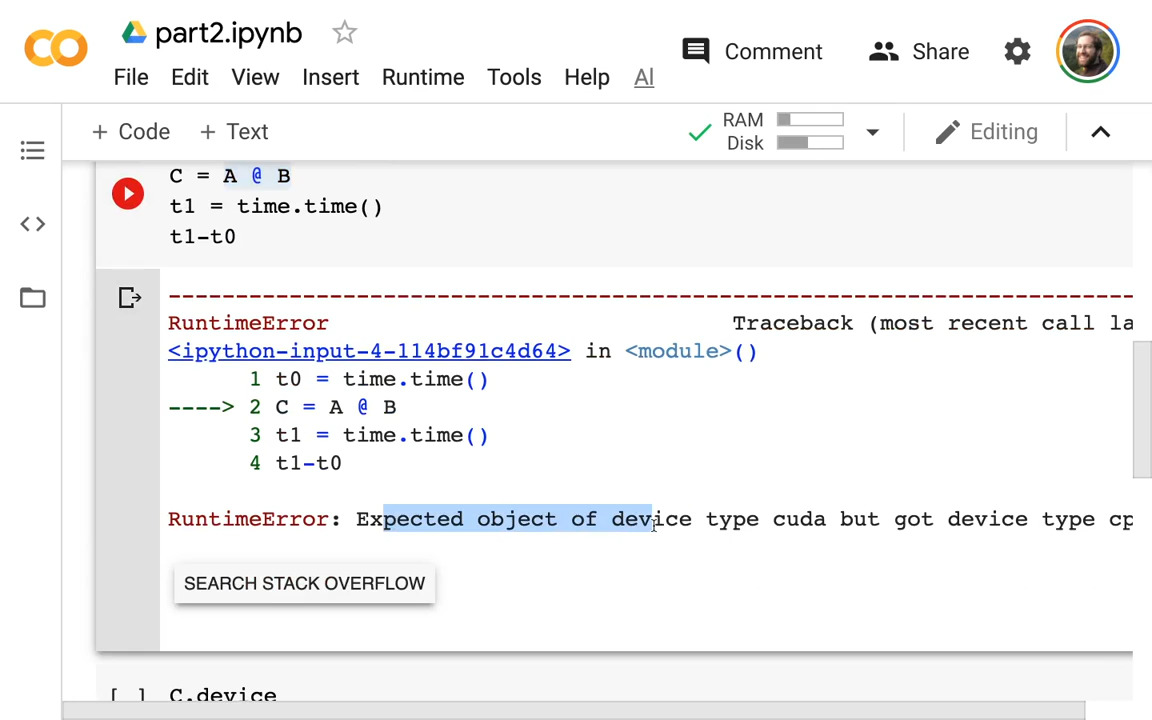 part2.ipynb
Comment
Share
File Edit View Insert Runtime Tools Help AI
+ Code + Text
RAM
Disk
Editing
C = A @ B
t1 = time.time()
t1-t0
RuntimeError Traceback (most recent call la
<ipython-input-4-114bf91c4d64> in <module>()
1 t0 = time.time()
----> 2 C = A @ B
3 t1 = time.time()
4 t1-t0
RuntimeError: Expected object of device type cuda but got device type cp
SEARCH STACK OVERFLOW
[ ] C.device